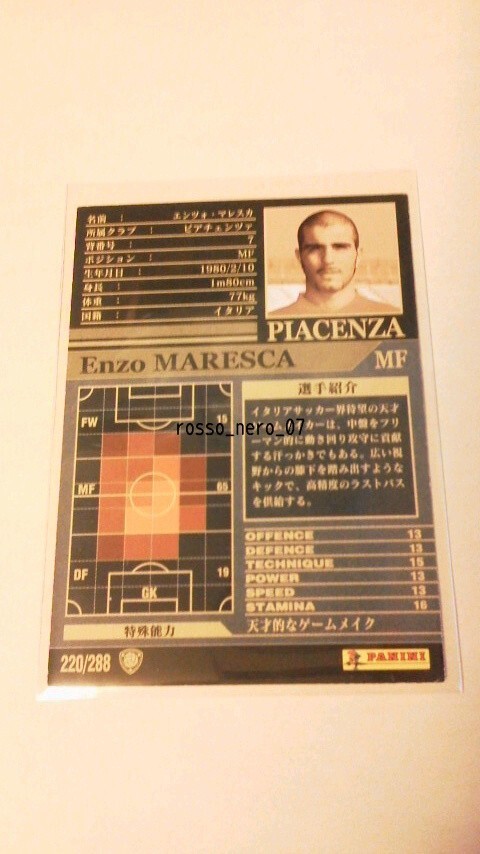 名前 : エンツォ・マレスカ
所属クラブ : ピアチェンツァ
背番号 : 7
ポジション : MF
生年月日 : 1980/2/10
身長 : 1m80cm
体重 : 77kg
国籍 : イタリア
PIACENZA
Enzo MARESCA MF
選手紹介
イタリアサッカー界待望の天才
カーは、中盤をフリ
ーマン的に動き回り攻守に貢献
する汗っかきでもある。広い視
野からの膝下を踏み出すような
キックで、高精度のラストパス
を供給する。
rosso_nero_07
FW 15
MF 65
DF 19
GK
OFFENCE 13
DEFENCE 13
TECHNIQUE 15
POWER 13
SPEED 13
STAMINA 16
特殊能力 天才的なゲームメイク
220/288
PANINI